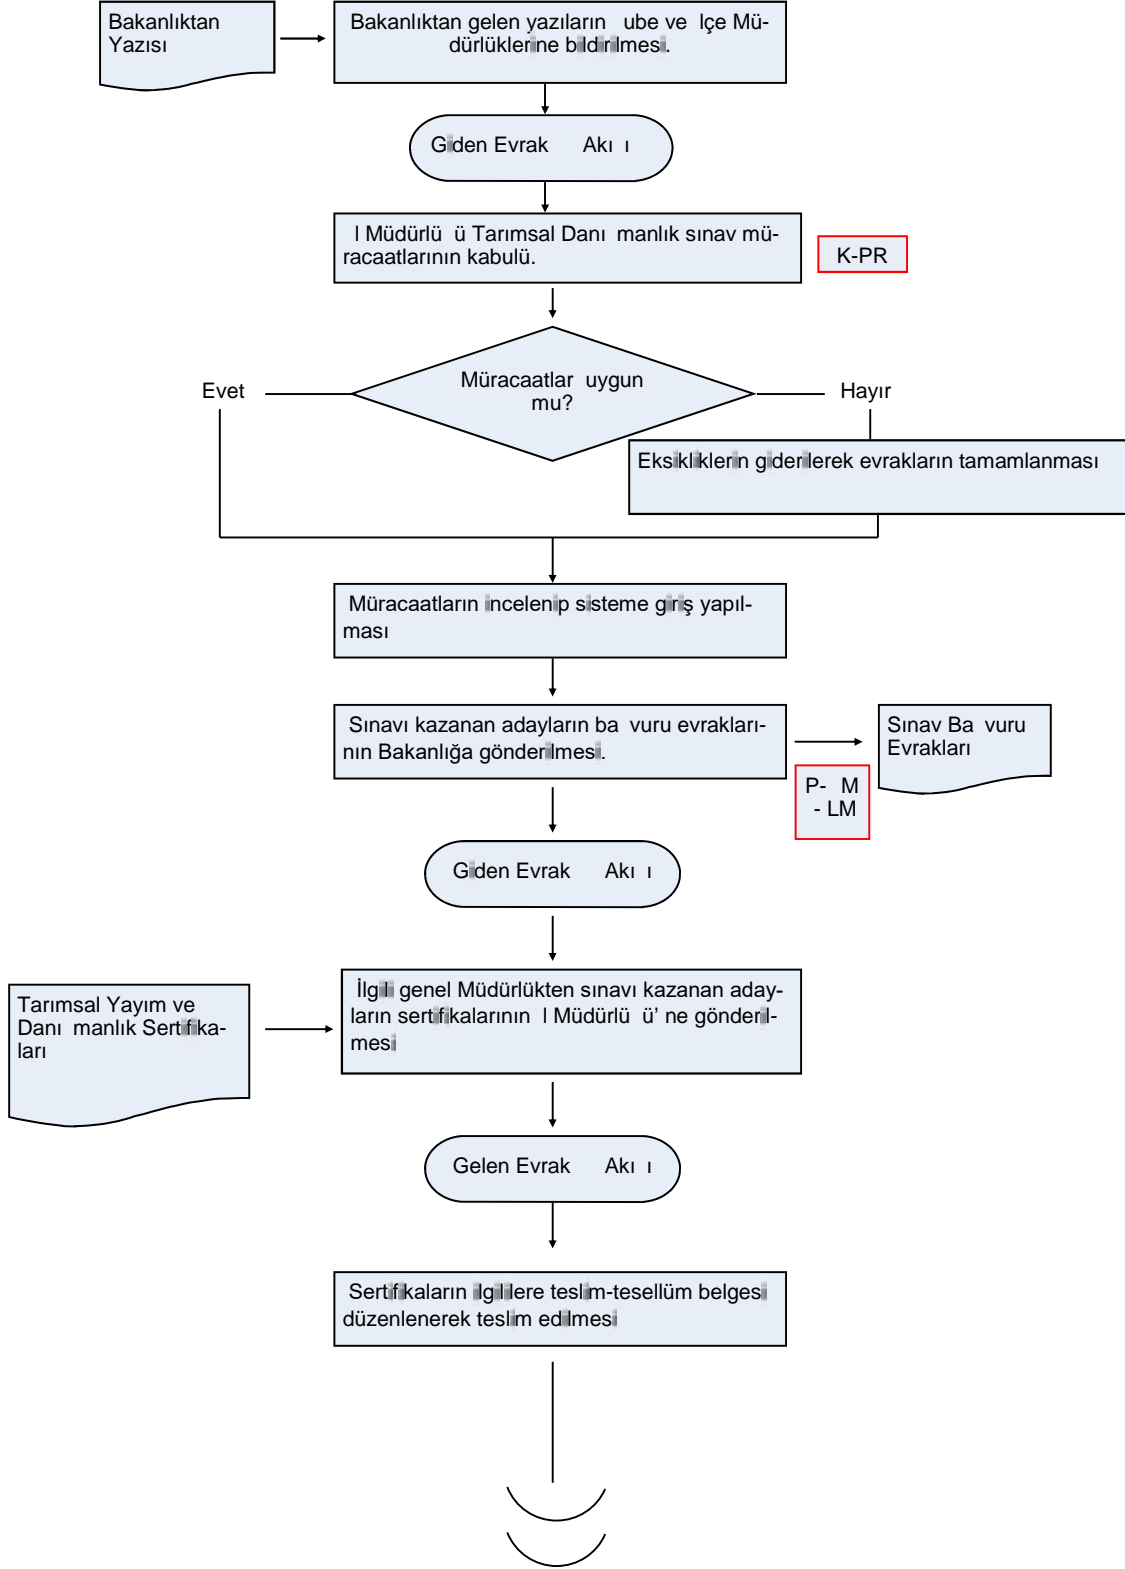 Bakanlıktan
Yazısı
Bakanlıktan gelen yazıların ube ve lçe Mü-
dürlüklerine bildirilmesi.
Giden Evrak Akı ı
l Müdürlü ü Tarımsal Danı manlık sınav mü-
racaatlarının kabulü.
K-PR
Müracaatlar uygun
mu?
Evet
Hayır
Eksikliklerin giderilerek evrakların tamamlanması
Müracaatların incelenip sisteme giriş yapıl-
ması
Sınavı kazanan adayların ba vuru evrakları-
nın Bakanlığa gönderilmesi.
Sınav Ba vuru
Evrakları
P- M
- LM
Giden Evrak Akı ı
Tarımsal Yayım ve
Danı manlık Sertifika-
ları
İlgili genel Müdürlükten sınavı kazanan aday-
ların sertifikalarının l Müdürlü ü' ne gönderil-
mesi
Gelen Evrak Akı ı
Sertifikaların ilgililere teslim-tesellüm belgesi
düzenlenerek teslim edilmesi